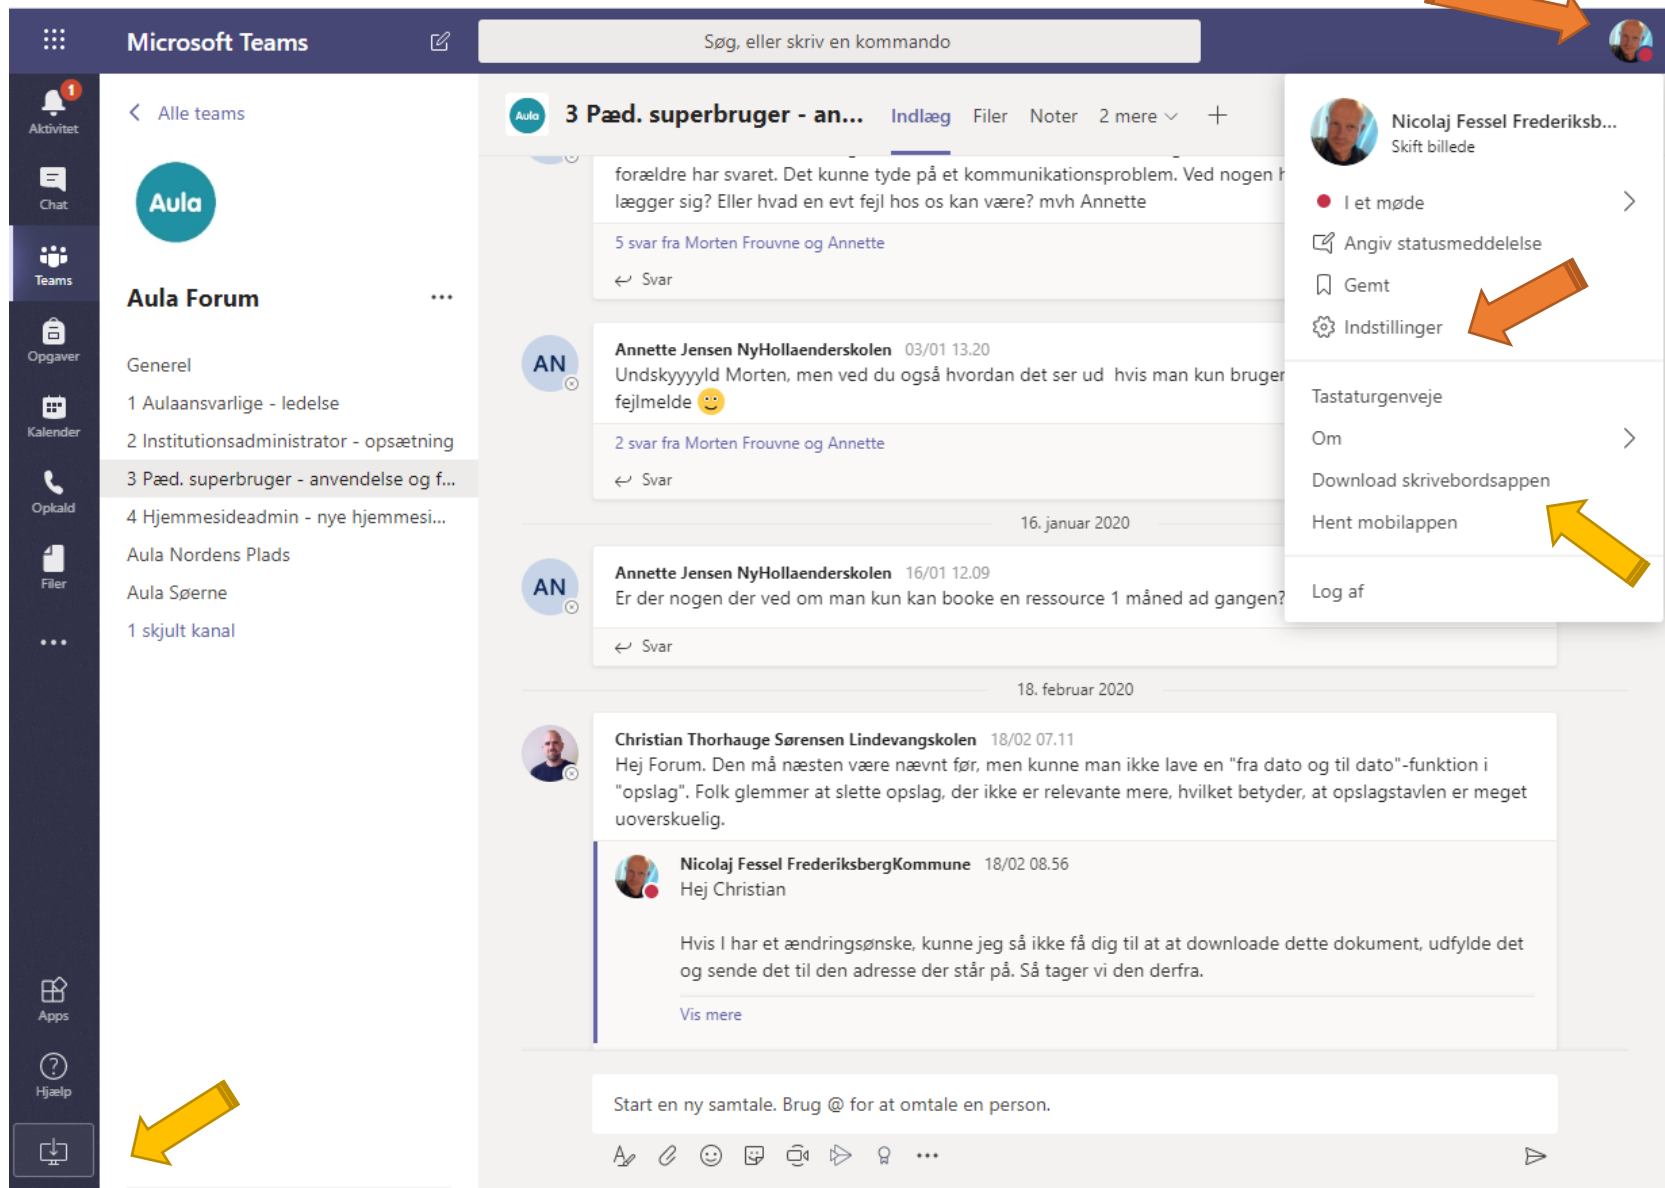 Microsoft Teams
Søg, eller skriv en kommando
1
Aktivitet
Chat
Teams
Opgaver
Kalender
Opkald
Filer
Apps
Hjælp
Alle teams
Aula
Aula Forum
Generel
1 Aulaansvarlige - ledelse
2 Institutionsadministrator - opsætning
3 Pæd. superbruger - anvendelse og f...
4 Hjemmesideadmin - nye hjemmesi...
Aula Nordens Plads
Aula Søerne
1 skjult kanal
Aula
3 Pæd. superbruger - an...
Indlæg
Filer
Noter
2 mere
forældre har svaret. Det kunne tyde på et kommunikationsproblem. Ved nogen
lægger sig? Eller hvad en evt fejl hos os kan være? mvh Annette
5 svar fra Morten Frouvne og Annette
Svar
AN
Annette Jensen NyHollaenderskolen 03/01 13.20
Undskyyyyld Morten, men ved du også hvordan det ser ud hvis man kun bruger
fejlmelde
2 svar fra Morten Frouvne og Annette
Svar
16. januar 2020
AN
Annette Jensen NyHollaenderskolen 16/01 12.09
Er der nogen der ved om man kun kan booke en ressource 1 måned ad gangen?
Svar
18. februar 2020
Christian Thorhauge Sørensen Lindevangskolen 18/02 07.11
Hej Forum. Den må næsten være nævnt før, men kunne man ikke lave en "fra dato og til dato"-funktion i
"opslag". Folk glemmer at slette opslag, der ikke er relevante mere, hvilket betyder, at opslagstavlen er meget
uoverskuelig.
Nicolaj Fessel FrederiksbergKommune 18/02 08.56
Hej Christian
Hvis I har et ændringsønske, kunne jeg så ikke få dig til at at downloade dette dokument, udfylde det
og sende det til den adresse der står på. Så tager vi den derfra.
Vis mere
Start en ny samtale. Brug @ for at omtale en person.
Nicolaj Fessel Frederiksb...
Skift billede
I et møde
Angiv statusmeddelelse
Gemt
Indstillinger
Tastaturgenveje
Om
Download skrivebordsappen
Hent mobilappen
Log af